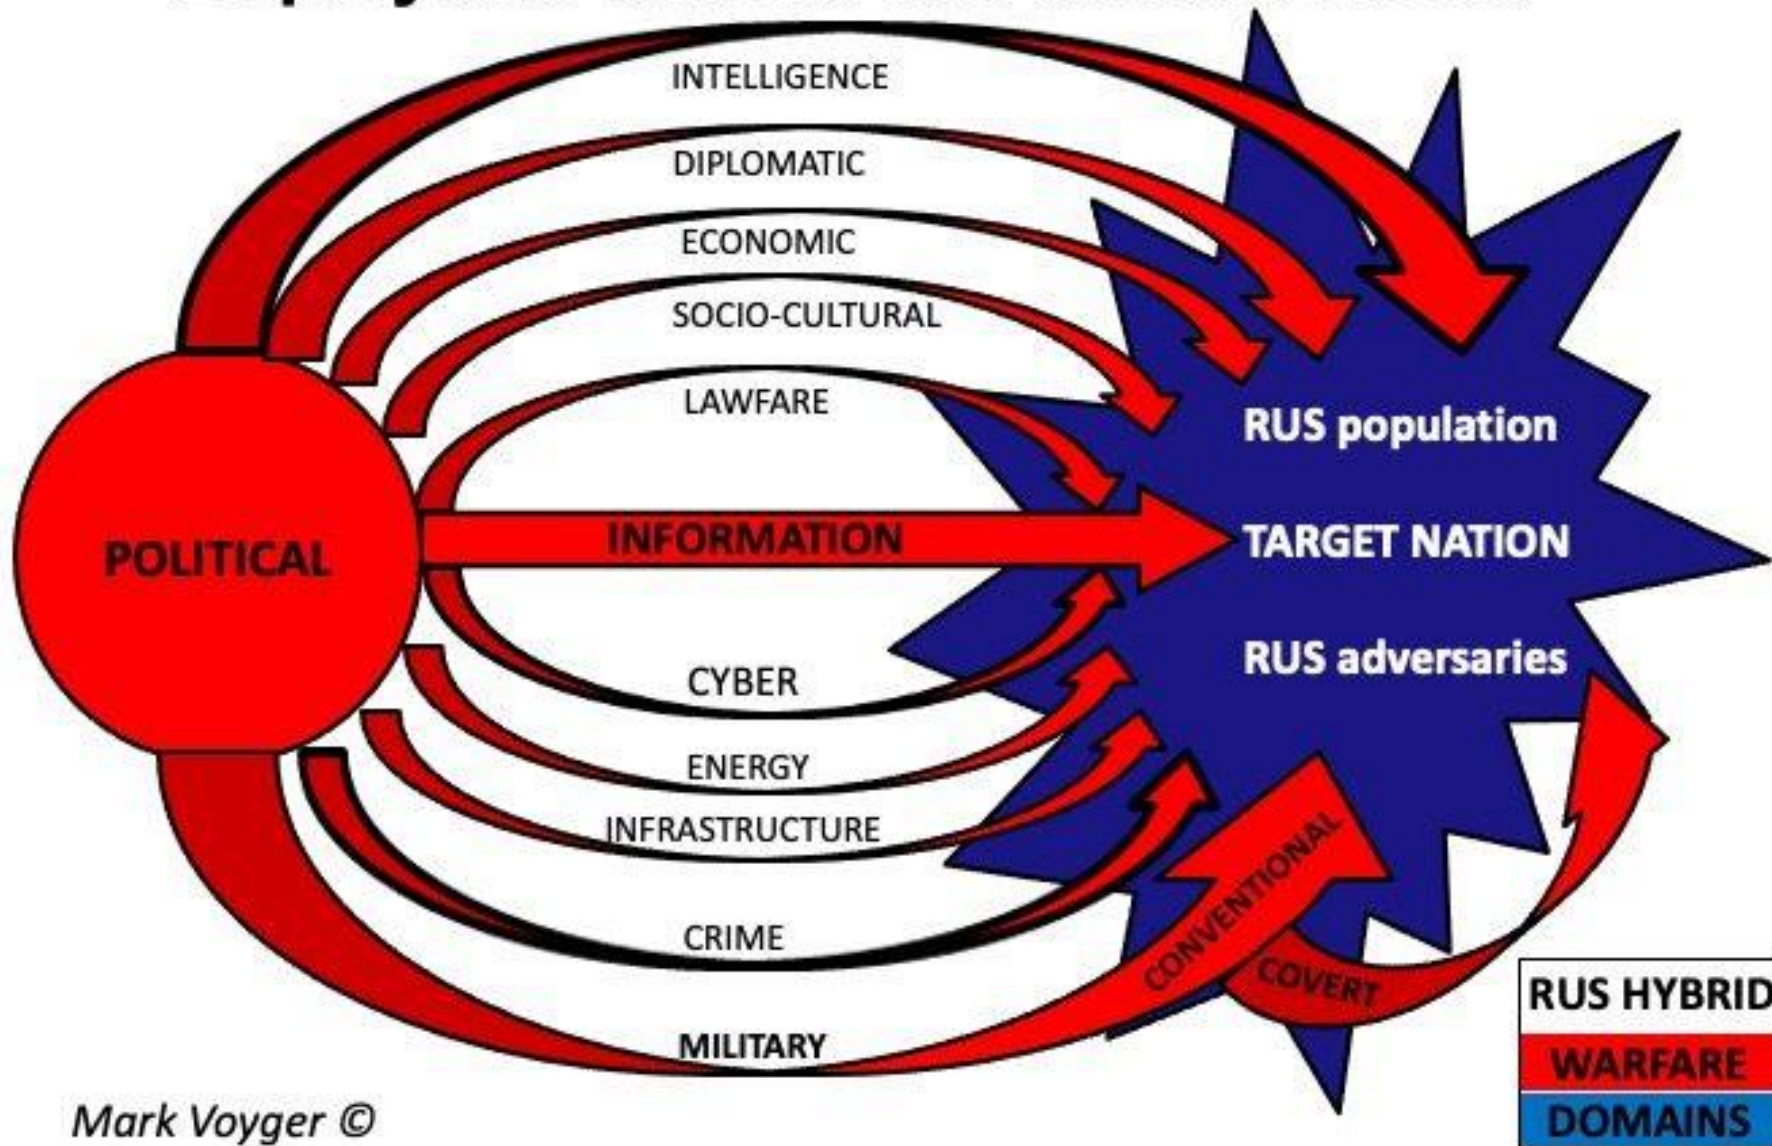 INTELLIGENCE
DIPLOMATIC
ECONOMIC
SOCIO-CULTURAL
LAWFARE
POLITICAL
INFORMATION
CYBER
ENERGY
INFRASTRUCTURE
CRIME
MILITARY
CONVENTIONAL
COVERT
RUS population
TARGET NATION
RUS adversaries
RUS HYBRID
WARFARE
DOMAINS
Mark Voyger ©